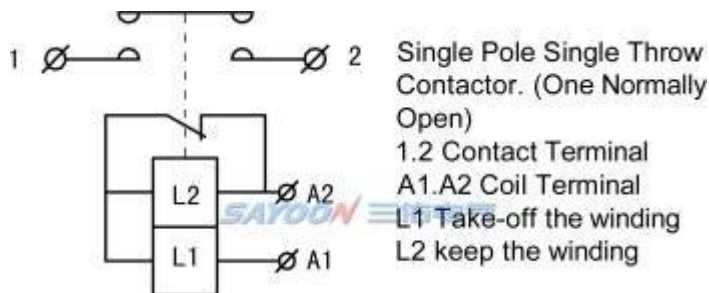 1
2
Single Pole Single Throw
Contactor. (One Normally
Open)
1.2 Contact Terminal
A1.A2 Coil Terminal
L1 Take-off the winding
L2 keep the winding
L2
A2
SAYOON
L1
A1